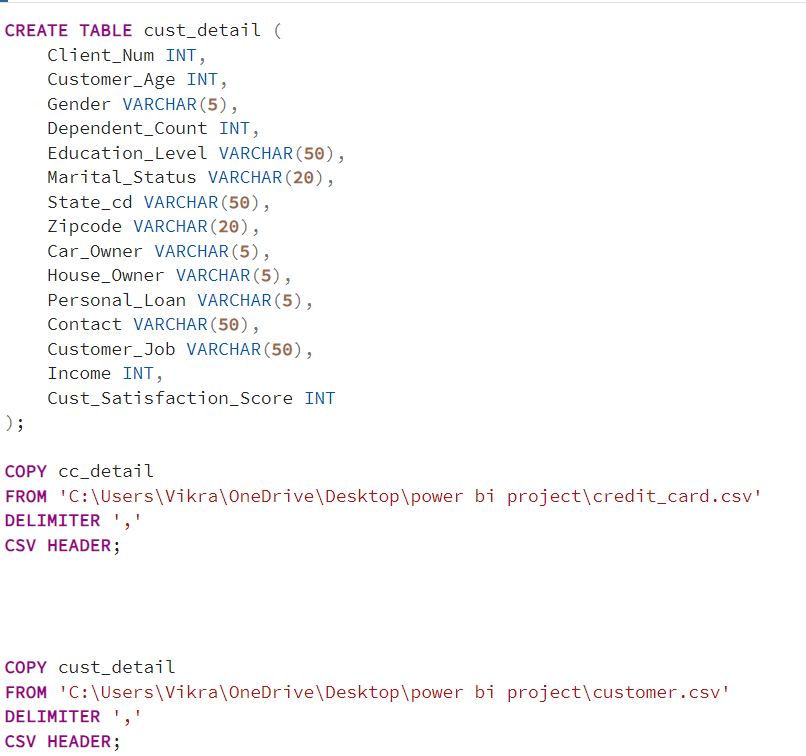 CREATE TABLE cust_detail (
    Client_Num INT,
    Customer_Age INT,
    Gender VARCHAR(5),
    Dependent_Count INT,
    Education_Level VARCHAR(50),
    Marital_Status VARCHAR(20),
    State_cd VARCHAR(50),
    Zipcode VARCHAR(20),
    Car_Owner VARCHAR(5),
    House_Owner VARCHAR(5),
    Personal_Loan VARCHAR(5),
    Contact VARCHAR(50),
    Customer_Job VARCHAR(50),
    Income INT,
    Cust_Satisfaction_Score INT
);
COPY cc_detail
FROM 'C:\Users\Vikra\OneDrive\Desktop\power bi project\credit_card.csv'
DELIMITER ','
CSV HEADER;
COPY cust_detail
FROM 'C:\Users\Vikra\OneDrive\Desktop\power bi project\customer.csv'
DELIMITER ','
CSV HEADER;